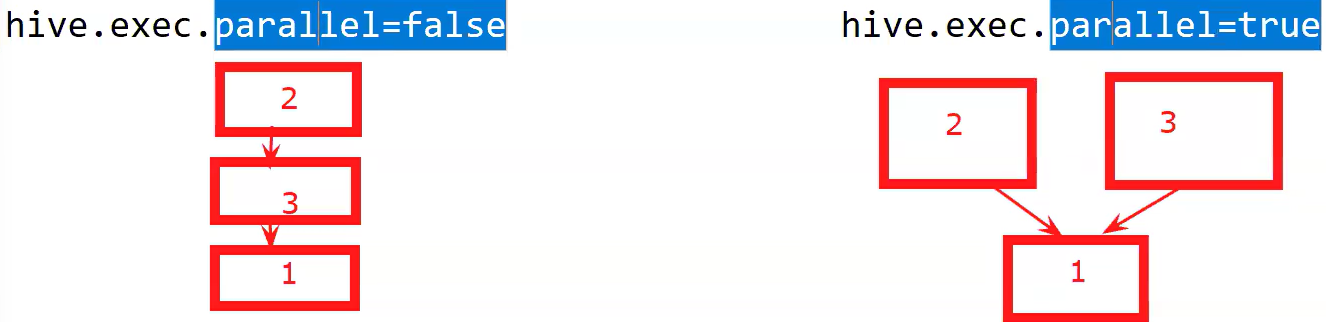 hive.exec.parallel=false
2
3
1
hive.exec.parallel=true
2 3
1